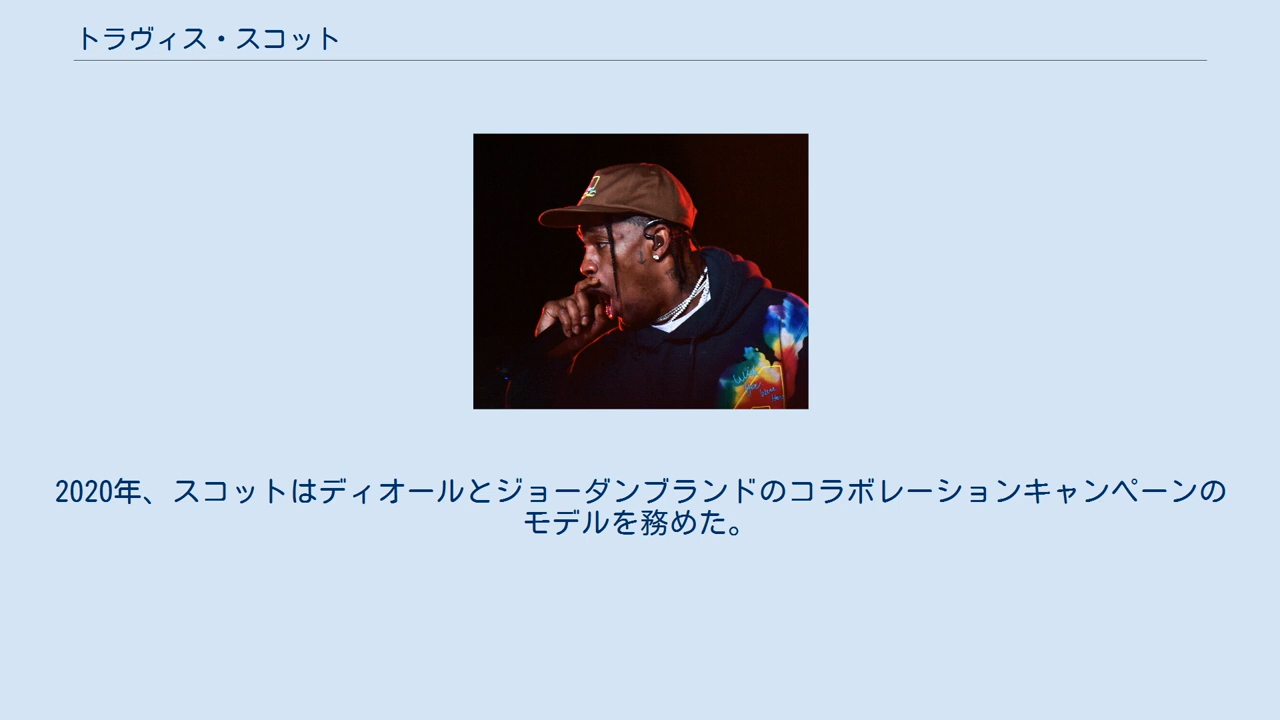 トラヴィス・スコット
2020年、スコットはディオールとジョーダンブランドのコラボレーションキャンペーンの
モデルを務めた。